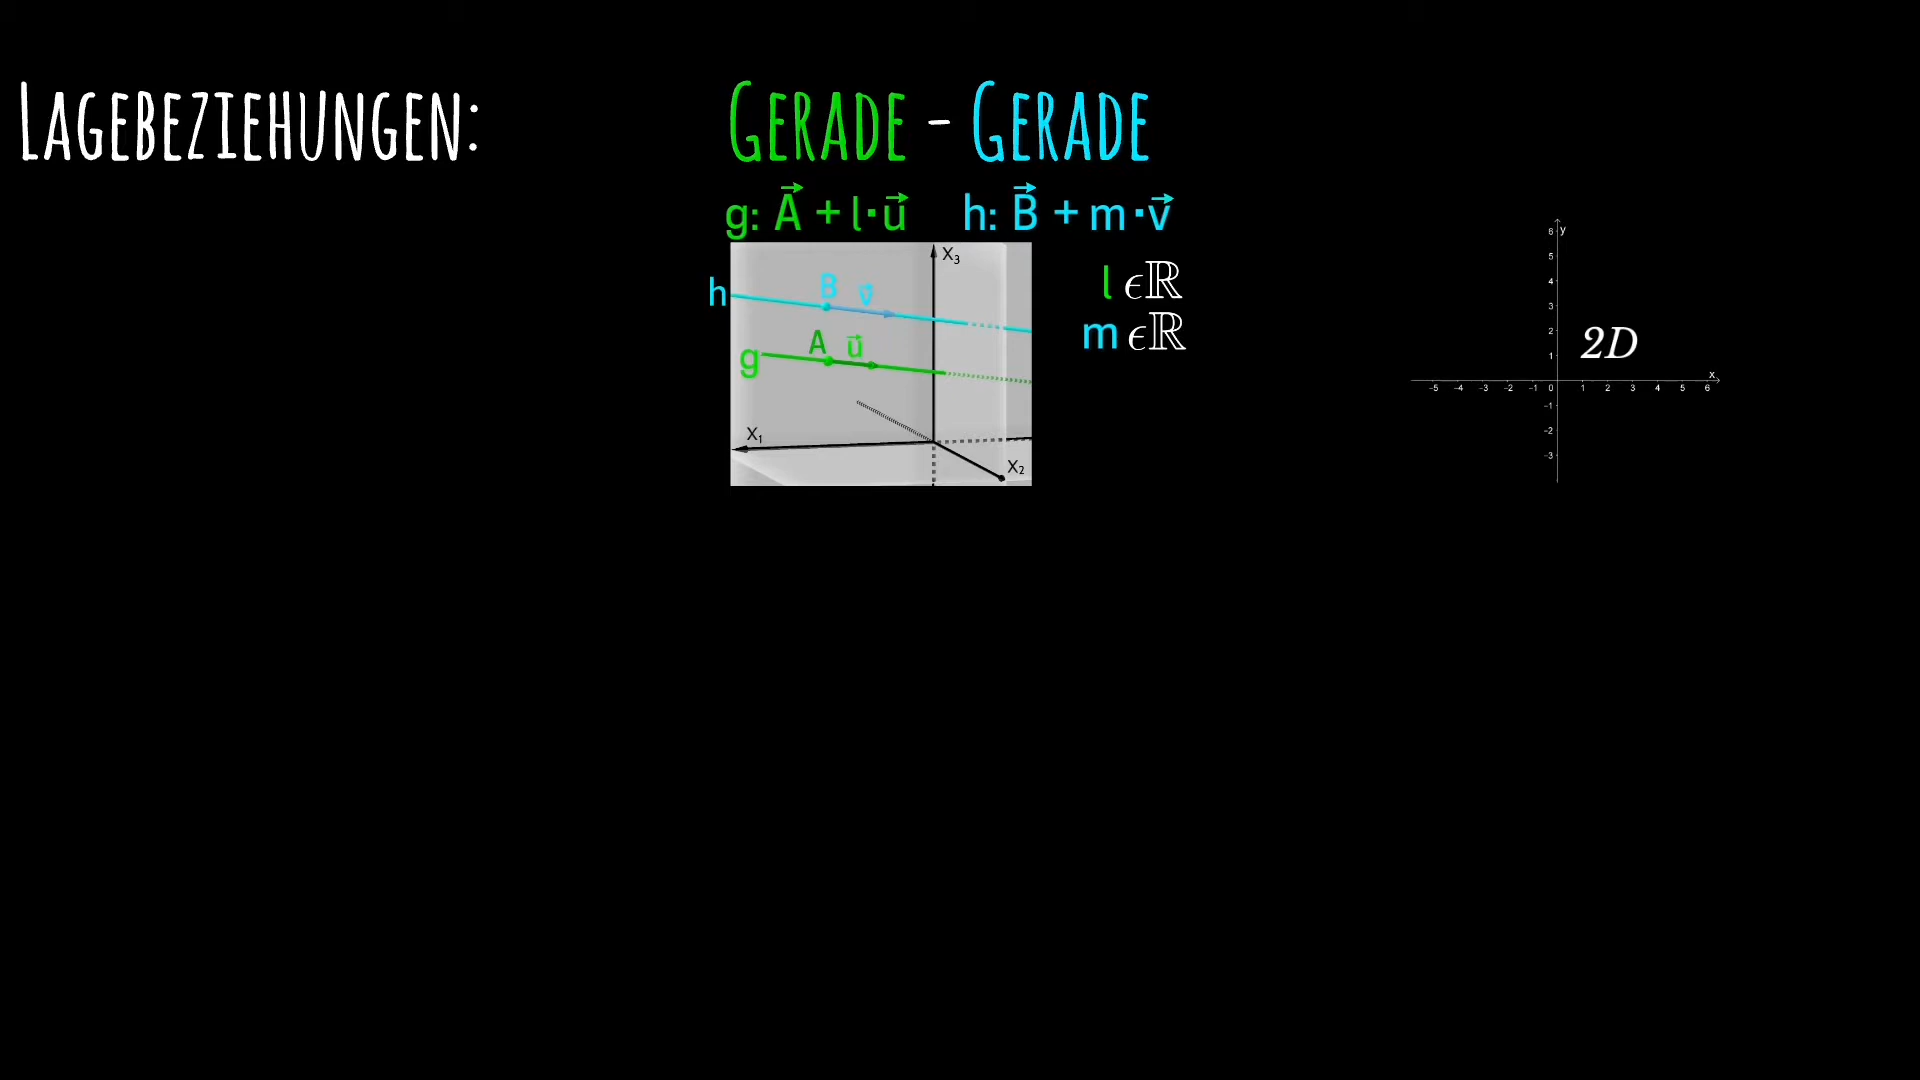 LAGEBEZIEHUNGEN:
GERADE - GERADE
g: A⃗ + l·u⃗
h: B⃗ + m·v⃗
X₃
h
B v⃗
g
A u⃗
X₁
X₂
l ϵℝ
m ϵℝ
y
6
5
4
3
2
1
2D
x
-5 -4 -3 -2 -1 0 1 2 3 4 5 6
-1
-2
-3